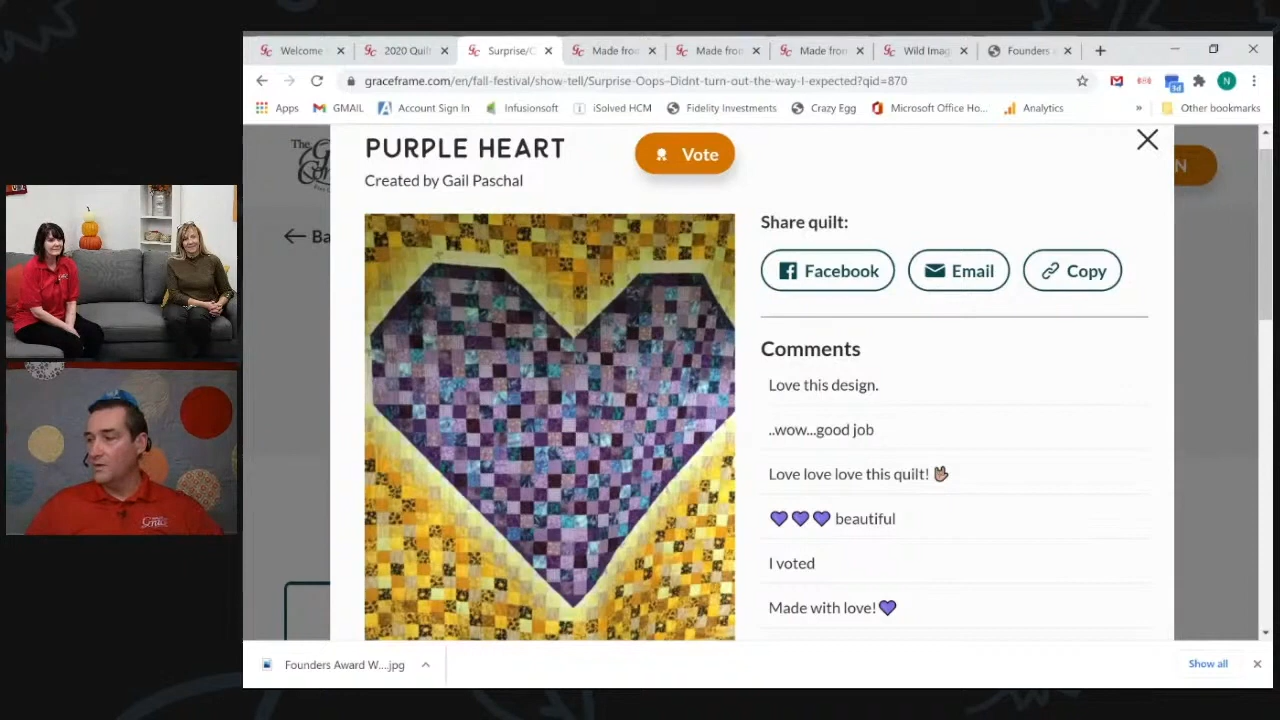 Welcome
2020 Quil
Surprise/C
Made fro
Made fro
Made from
Wild Imag
Founders
graceframe.com/en/fall-festival/show-tell/Surprise-Oops-Didnt-turn-out-the-way-I-expected?qid=870
N
Apps
GMAIL
Account Sign In
Infusionsoft
iSolved HCM
Fidelity Investments
Crazy Egg
Microsoft Office Ho...
Analytics
»
Other bookmarks
The
PURPLE HEART
Vote
N
Created by Gail Paschal
Ba
Share quilt:
Facebook
Email
Copy
Comments
Love this design.
..wow...good job
Love love love this quilt! ✌🏽
💜💜💜 beautiful
I voted
Made with love!💜
Founders Award W....jpg
Show all